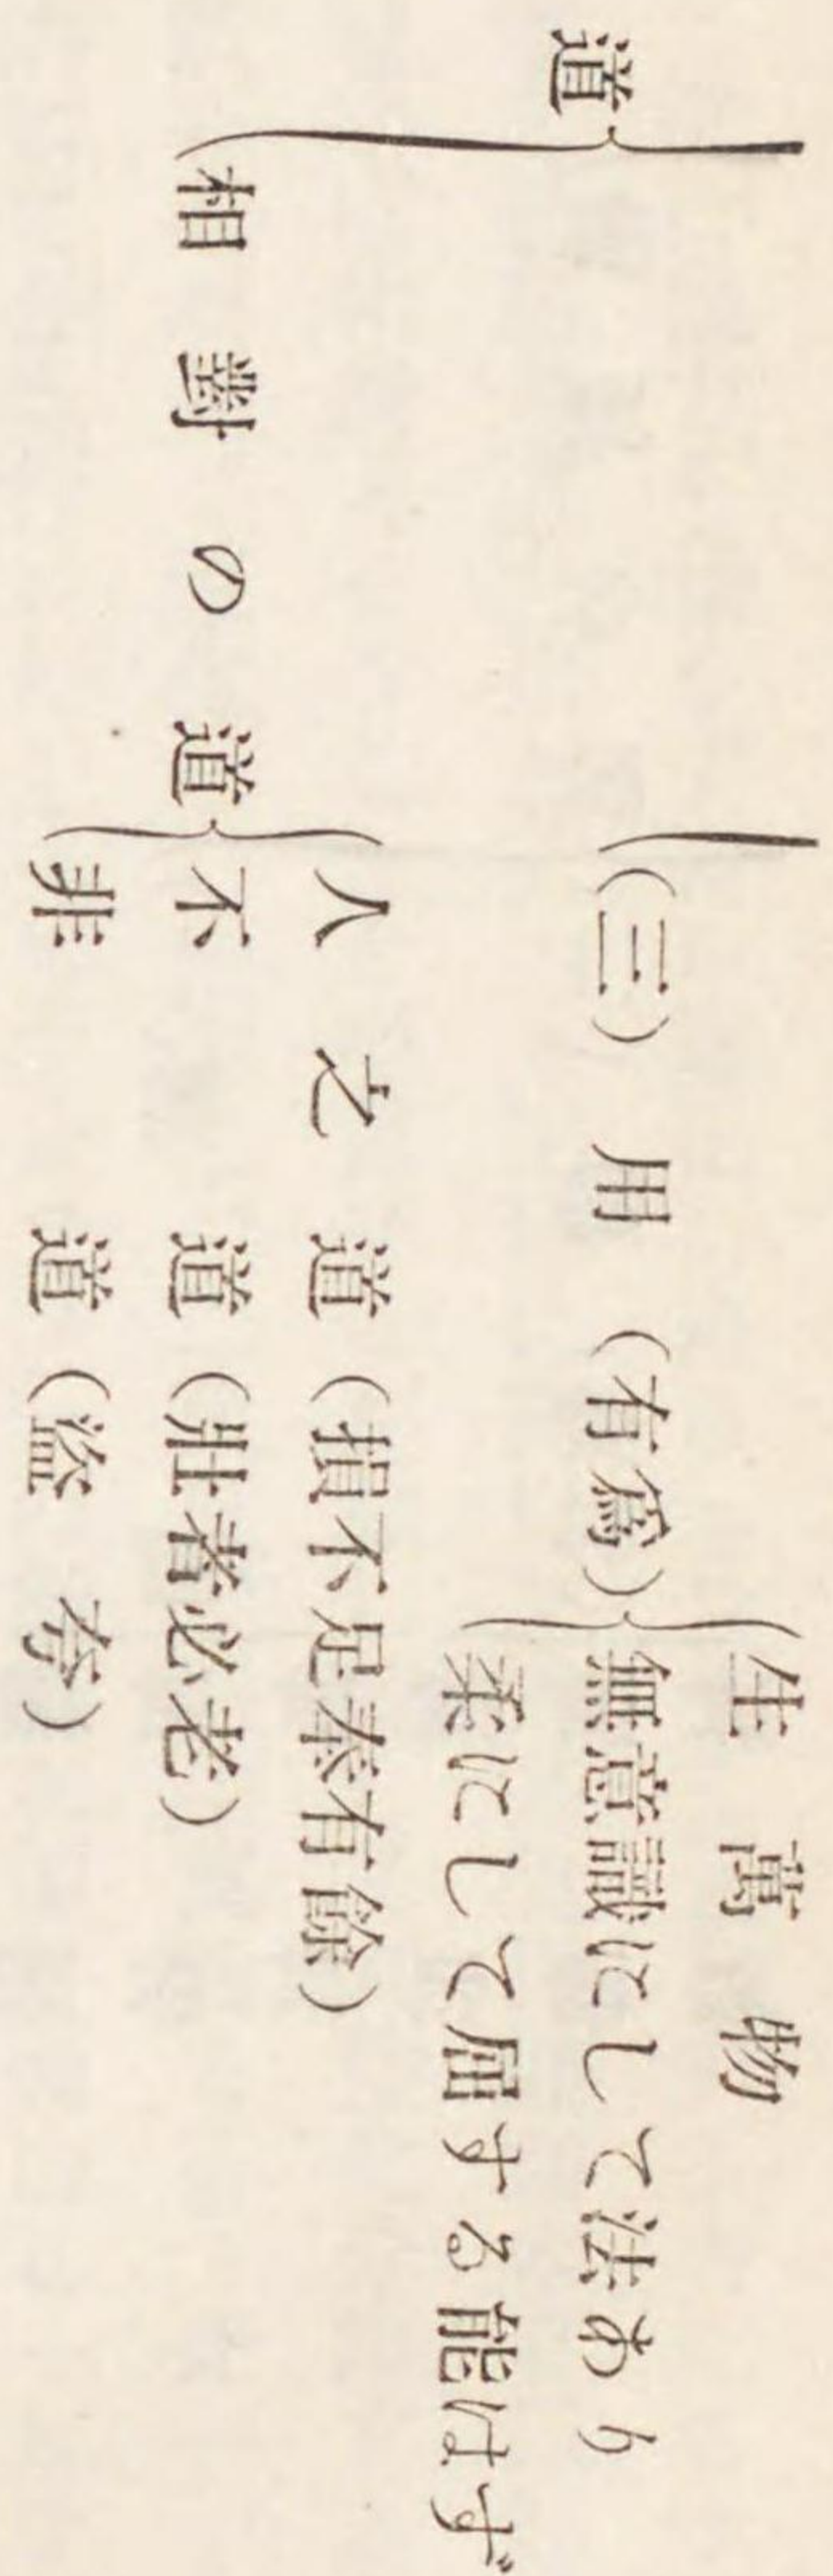 道
(三)用(有爲)
生萬物
無意識にして法あり
柔にして屈する能はず
相對の道
人之道(損不足奉有餘)
不道(壯者必老)
非道(盜夸)